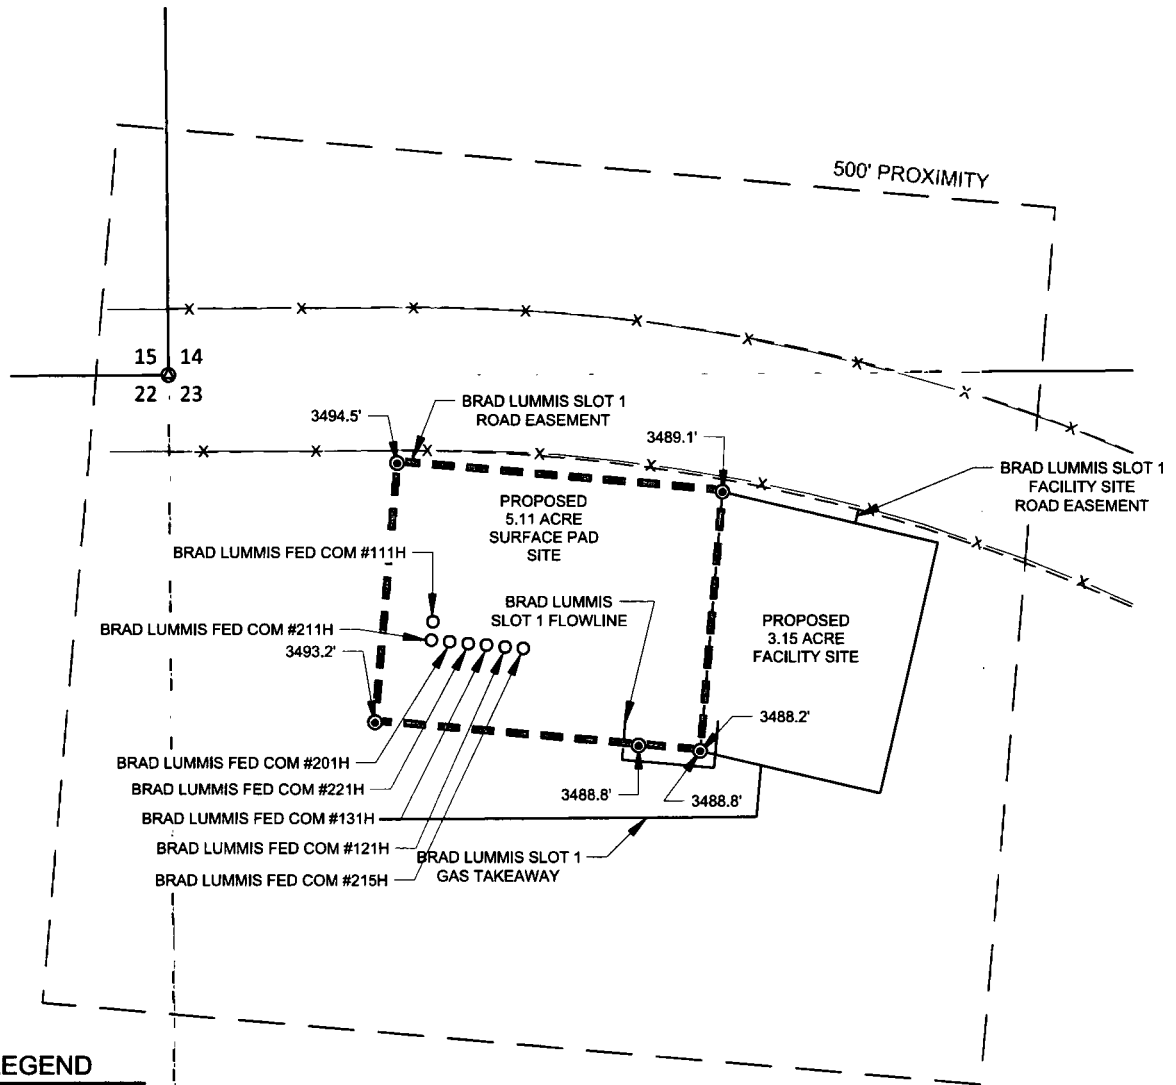 500' PROXIMITY
15 14
22 23
3494.5'
BRAD LUMMIS SLOT 1
ROAD EASEMENT
3489.1'
BRAD LUMMIS SLOT 1
FACILITY SITE
ROAD EASEMENT
PROPOSED
5.11 ACRE
SURFACE PAD
SITE
BRAD LUMMIS FED COM #111H
BRAD LUMMIS
SLOT 1 FLOWLINE
PROPOSED
3.15 ACRE
FACILITY SITE
BRAD LUMMIS FED COM #211H
3493.2'
3488.2'
BRAD LUMMIS FED COM #201H
BRAD LUMMIS FED COM #221H
3488.8'
3488.8'
BRAD LUMMIS FED COM #131H
BRAD LUMMIS FED COM #121H
BRAD LUMMIS SLOT 1
GAS TAKEAWAY
BRAD LUMMIS FED COM #215H
LEGEND